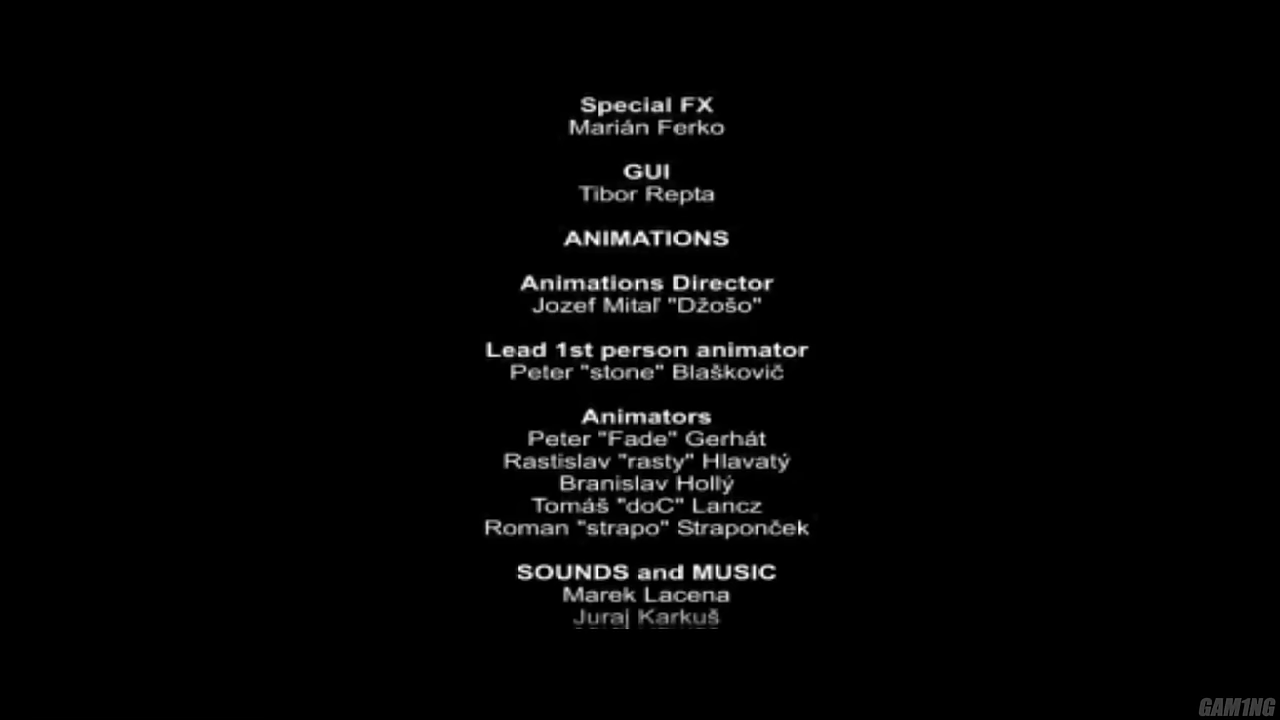 Special FX
Marián Ferko
GUI
Tibor Repta
ANIMATIONS
Animations Director
Jozef Mitaľ "Džošo"
Lead 1st person animator
Peter "stone" Blaškovič
Animators
Peter "Fade" Gerhát
Rastislav "rasty" Hlavatý
Branislav Hollý
Tomáš "doC" Lancz
Roman "strapo" Straponček
SOUNDS and MUSIC
Marek Lacena
Juraj Karkuš
GAM1NG